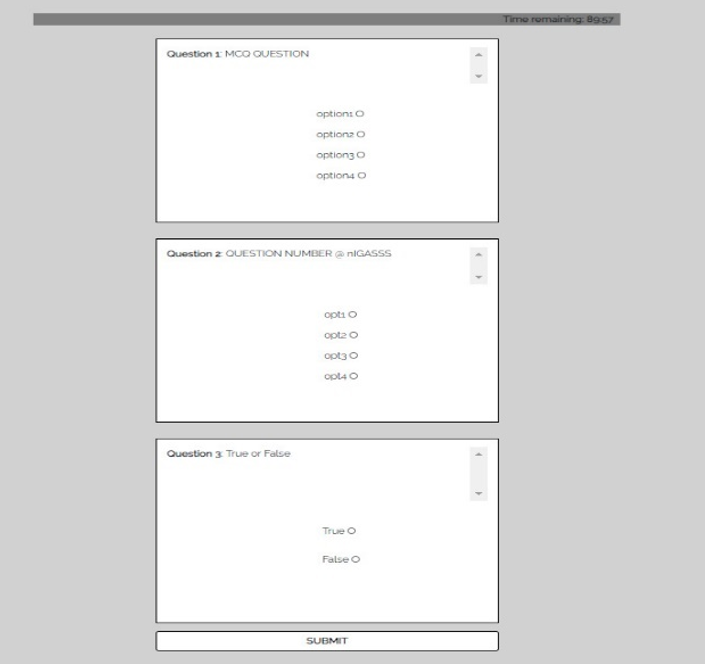 Time remaining: 89:57
Question 1: MCQ QUESTION
option1
option2
option3
option4
Question 2: QUESTION NUMBER @ nIGASSS
opt1
opt2
opt3
opt4
Question 3: True or False
True
False
SUBMIT